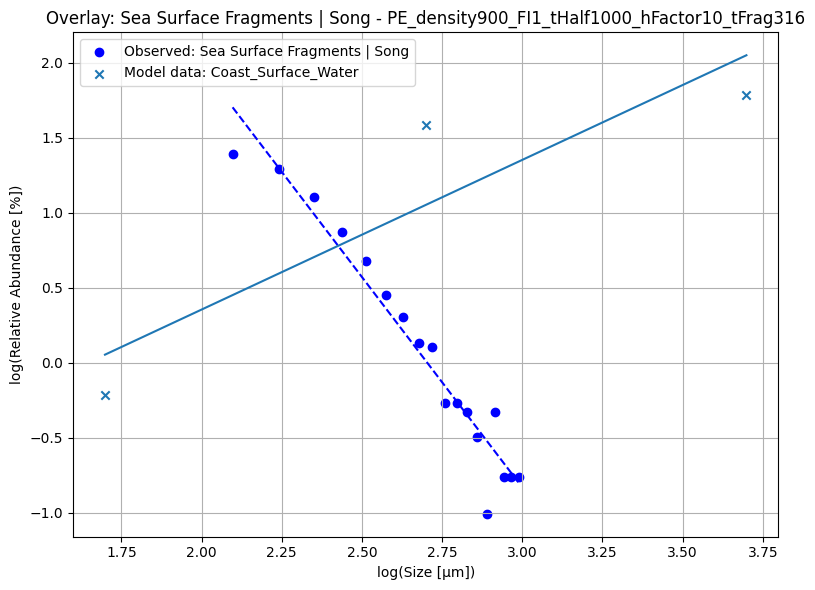 Overlay: Sea Surface Fragments | Song - PE_density900_FI1_tHalf1000_hFactor10_tFrag316
Observed: Sea Surface Fragments | Song
Model data: Coast_Surface_Water
log(Relative Abundance [%])
2.0
1.5
1.0
0.5
0.0
−0.5
−1.0
1.75 2.00 2.25 2.50 2.75 3.00 3.25 3.50 3.75
log(Size [µm])